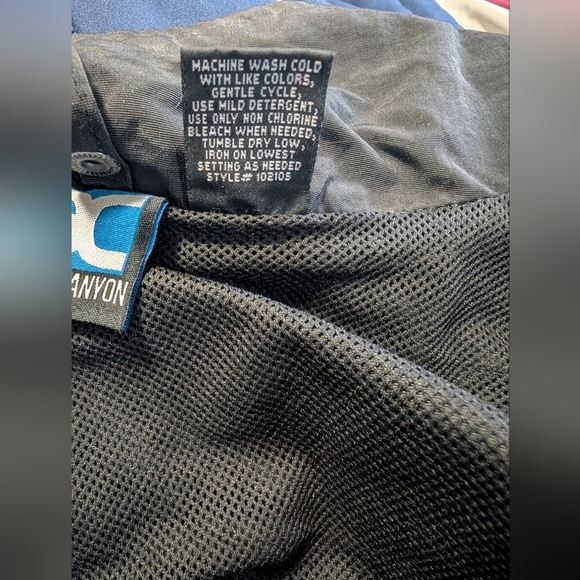 MACHINE WASH COLD
WITH LIKE COLORS,
GENTLE CYCLE,
USE MILD DETERGENT,
USE ONLY NON CHLORINE
BLEACH WHEN NEEDED,
TUMBLE DRY LOW,
IRON ON LOWEST
SETTING AS NEEDED
STYLE# 102105
ANYON